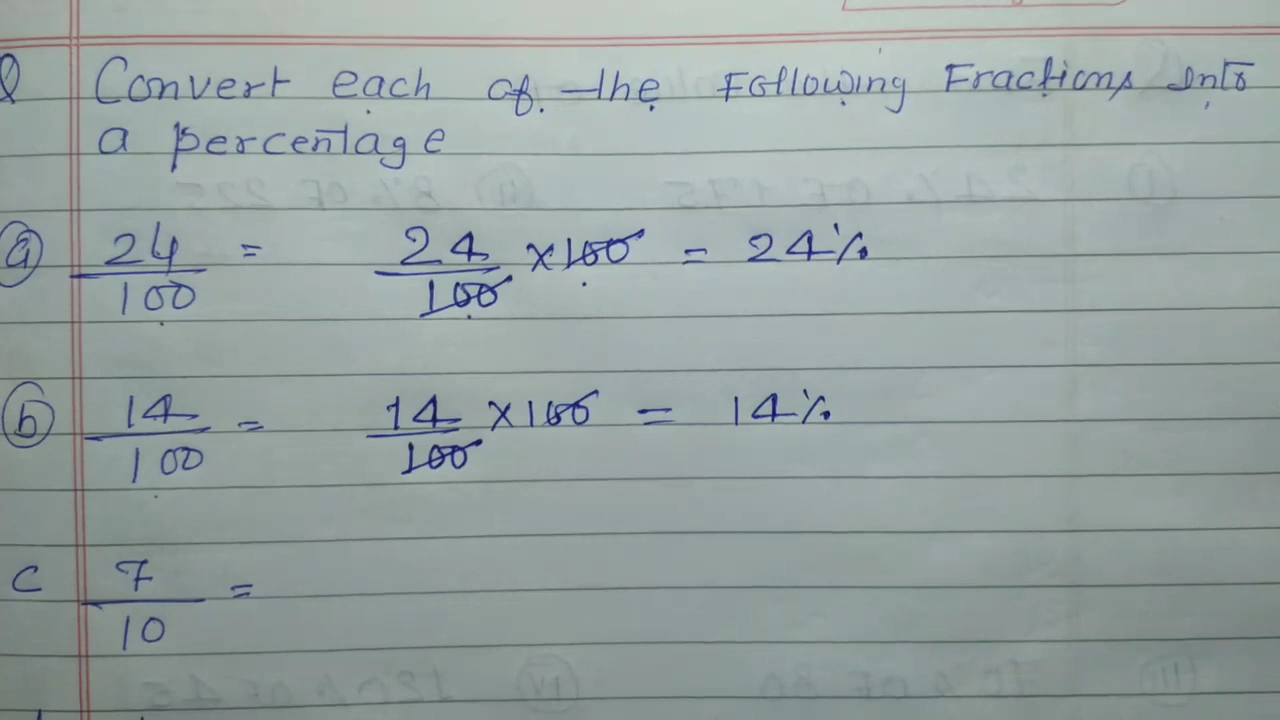 Q Convert each of the Following Fractions Into
a percentage
(a) 24/100 = 24/100 ×100 = 24%
(b) 14/100 = 14/100 ×100 = 14%
c 7/10 =